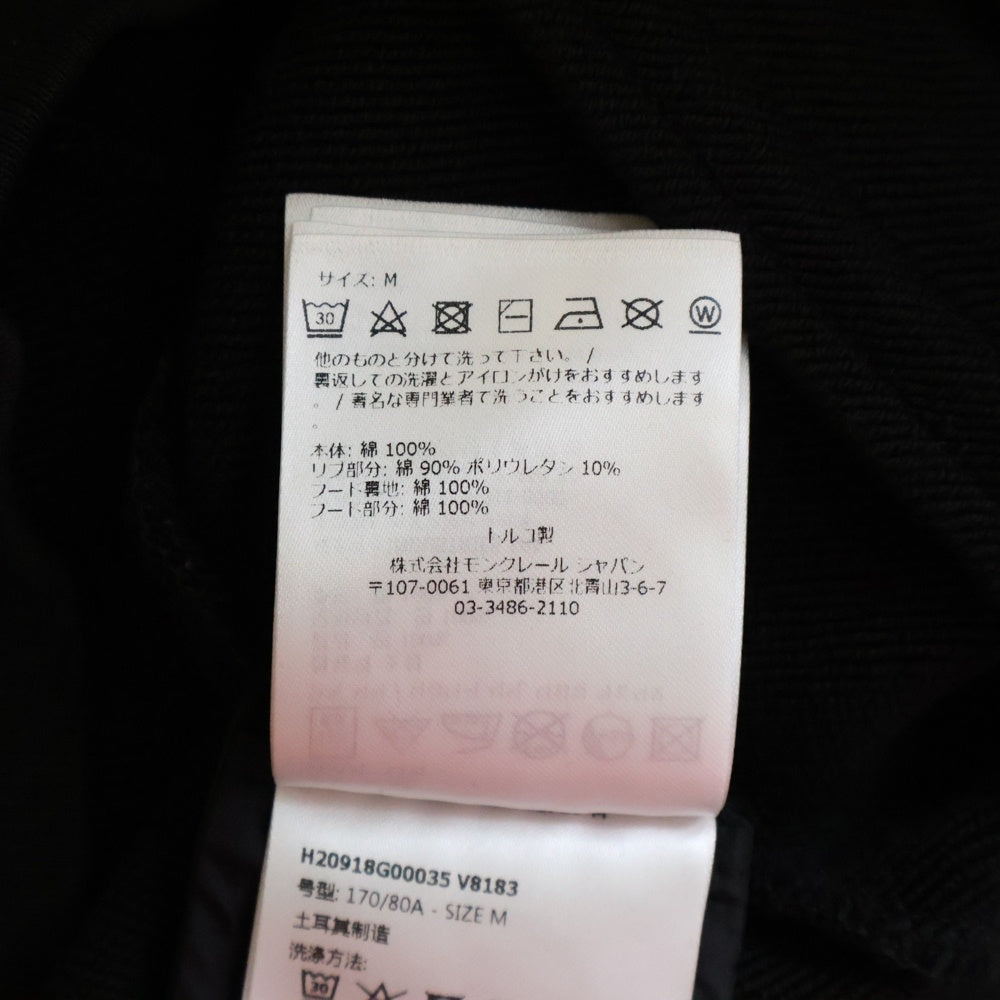 サイズ: M
30
W
他のものと分けて洗って下さい。 /
裏返しての洗濯とアイロンがけをおすすめします
。 / 著名な専門業者で洗うことをおすすめします
。
本体: 綿 100%
リブ部分: 綿 90% ポリウレタン 10%
フード裏地: 綿 100%
フード部分: 綿 100%
トルコ製
株式会社モンクレール ジャパン
〒107-0061 東京都港区北青山3-6-7
03-3486-2110
H20918G00035 V8183
号型: 170/80A - SIZE M
土耳其制造
洗涤方法:
30